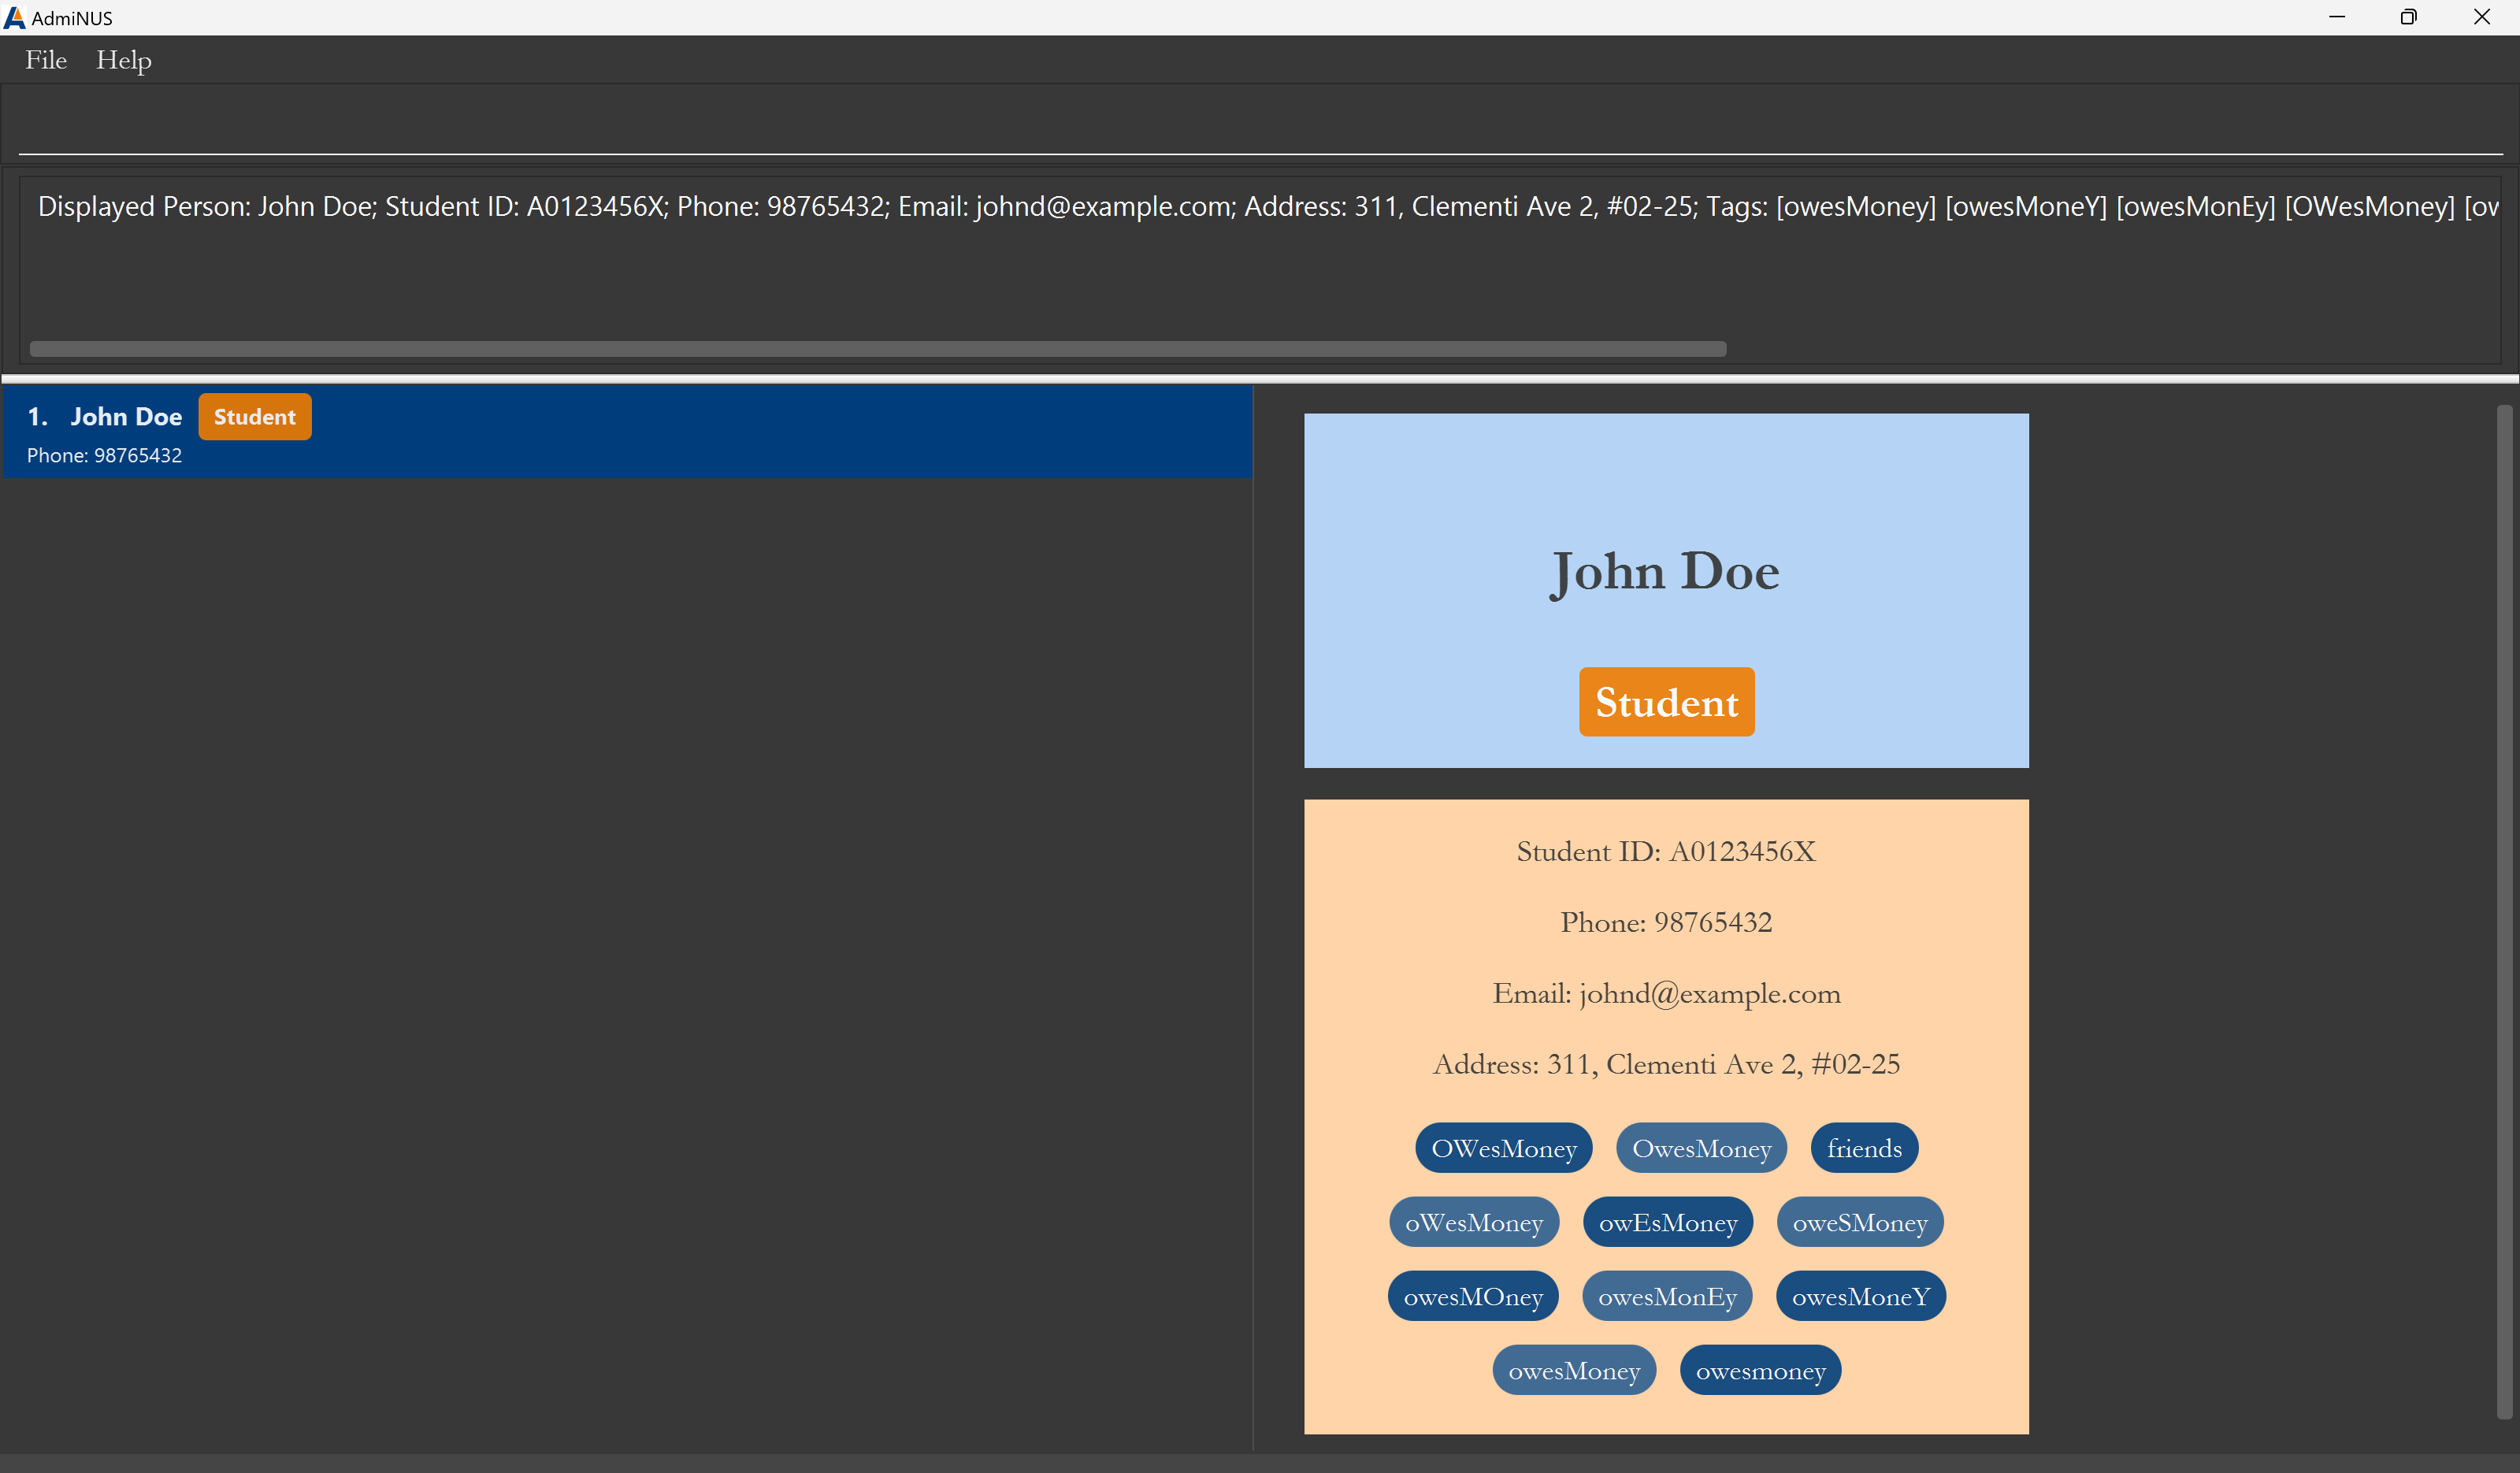 AdmiNUS
File Help
Displayed Person: John Doe; Student ID: A0123456X; Phone: 98765432; Email: johnd@example.com; Address: 311, Clementi Ave 2, #02-25; Tags: [owesMoney] [owesMoneY] [owesMonEy] [OWesMoney] [ow
1. John Doe Student
Phone: 98765432
John Doe
Student
Student ID: A0123456X
Phone: 98765432
Email: johnd@example.com
Address: 311, Clementi Ave 2, #02-25
OWesMoney OwesMoney friends
oWesMoney owEsMoney oweSMoney
owesMOney owesMonEy owesMoneY
owesMoney owesmoney